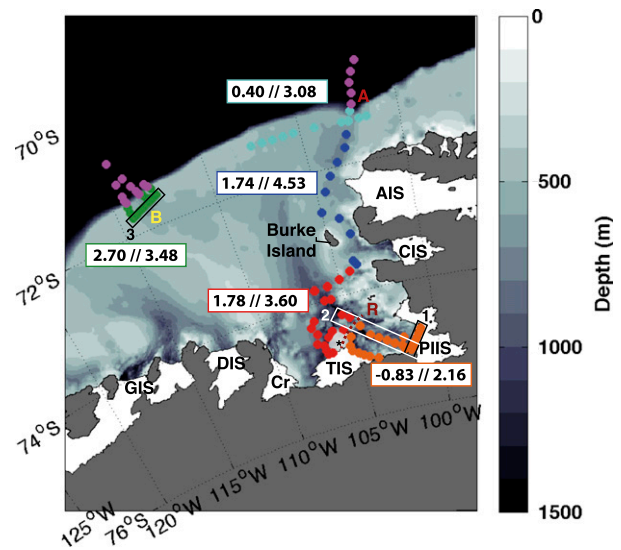 0
0.40 // 3.08
A
70°S
1.74 // 4.53
500
AIS
B
3
Burke
Island
CIS
2.70 // 3.48
Depth (m)
72°S
1.78 // 3.60
R
2
1
1000
PIIS
*
DIS
TIS
-0.83 // 2.16
GIS
Cr
74°S
100°W
105°W
110°W
115°W
120°W
76°S
125°W
1500